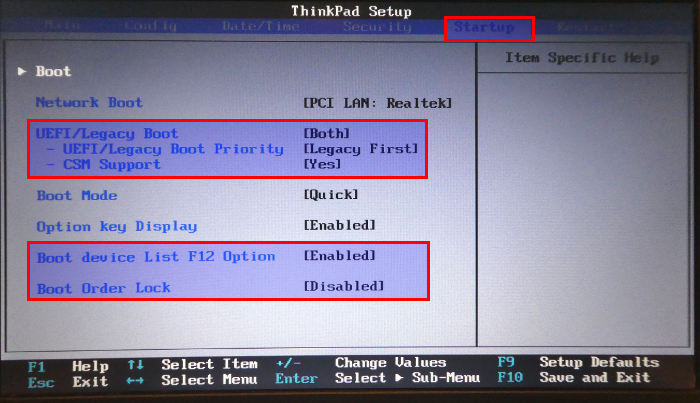 ThinkPad Setup
Main Config Date/Time Security Startup Restart
Item Specific Help
▶ Boot
Network Boot [PCI LAN: Realtek]
UEFI/Legacy Boot [Both]
- UEFI/Legacy Boot Priority [Legacy First]
- CSM Support [Yes]
Boot Mode [Quick]
Option key Display [Enabled]
Boot device List F12 Option [Enabled]
Boot Order Lock [Disabled]
F1 Help ↑↓ Select Item +/- Change Values F9 Setup Defaults
Esc Exit ←→ Select Menu Enter Select ▶ Sub-Menu F10 Save and Exit